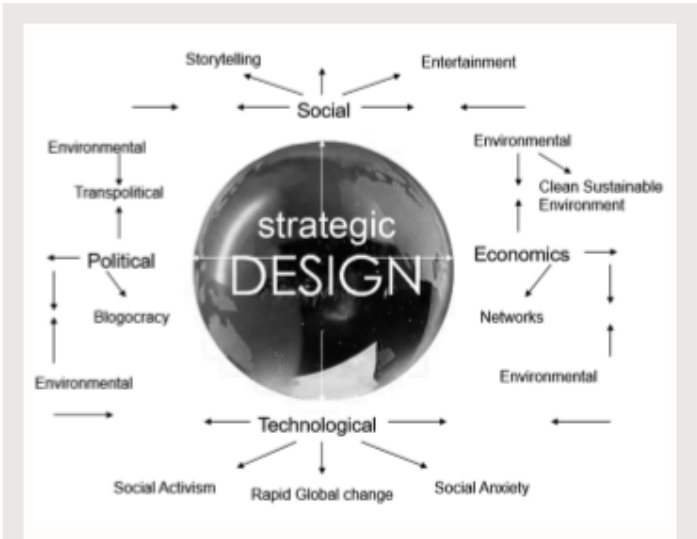 Storytelling
Entertainment
Social
Environmental
Environmental
Transpolitical
Clean Sustainable
Environment
strategic
DESIGN
Political
Economics
Blogocracy
Networks
Environmental
Environmental
Technological
Social Activism
Rapid Global change
Social Anxiety